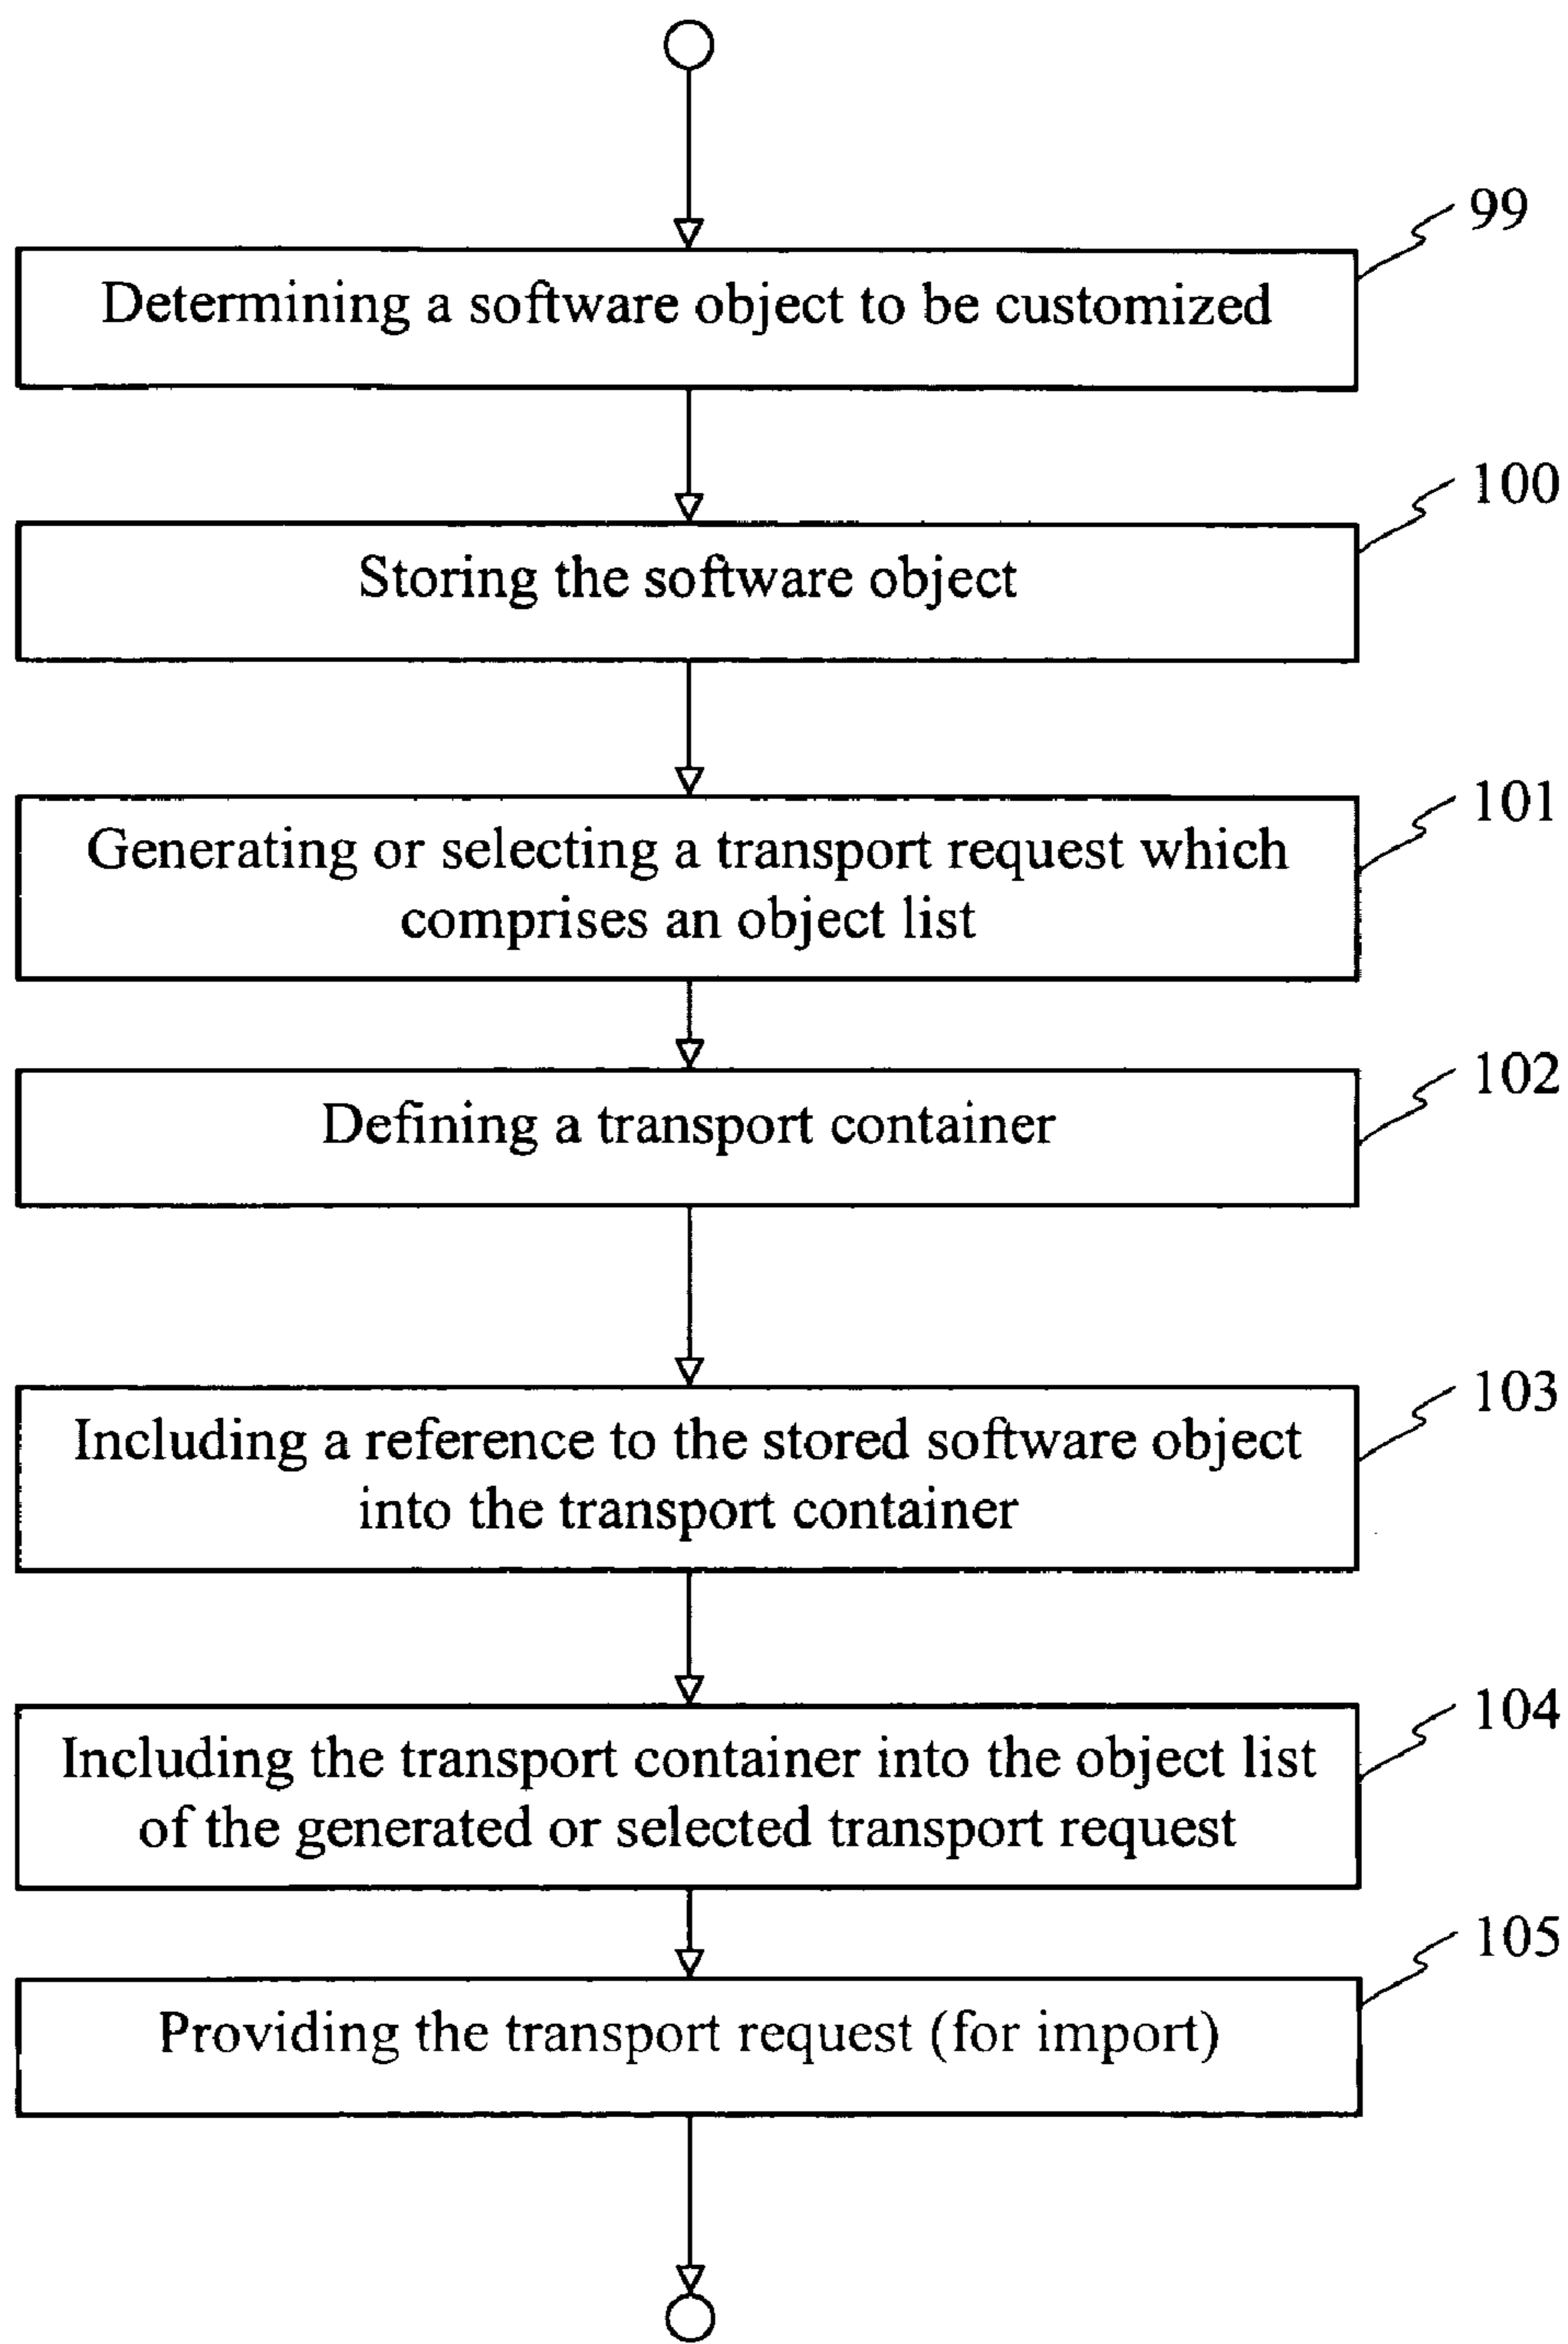 99
Determining a software object to be customized
100
Storing the software object
101
Generating or selecting a transport request which
comprises an object list
102
Defining a transport container
103
Including a reference to the stored software object
into the transport container
104
Including the transport container into the object list
of the generated or selected transport request
105
Providing the transport request (for import)